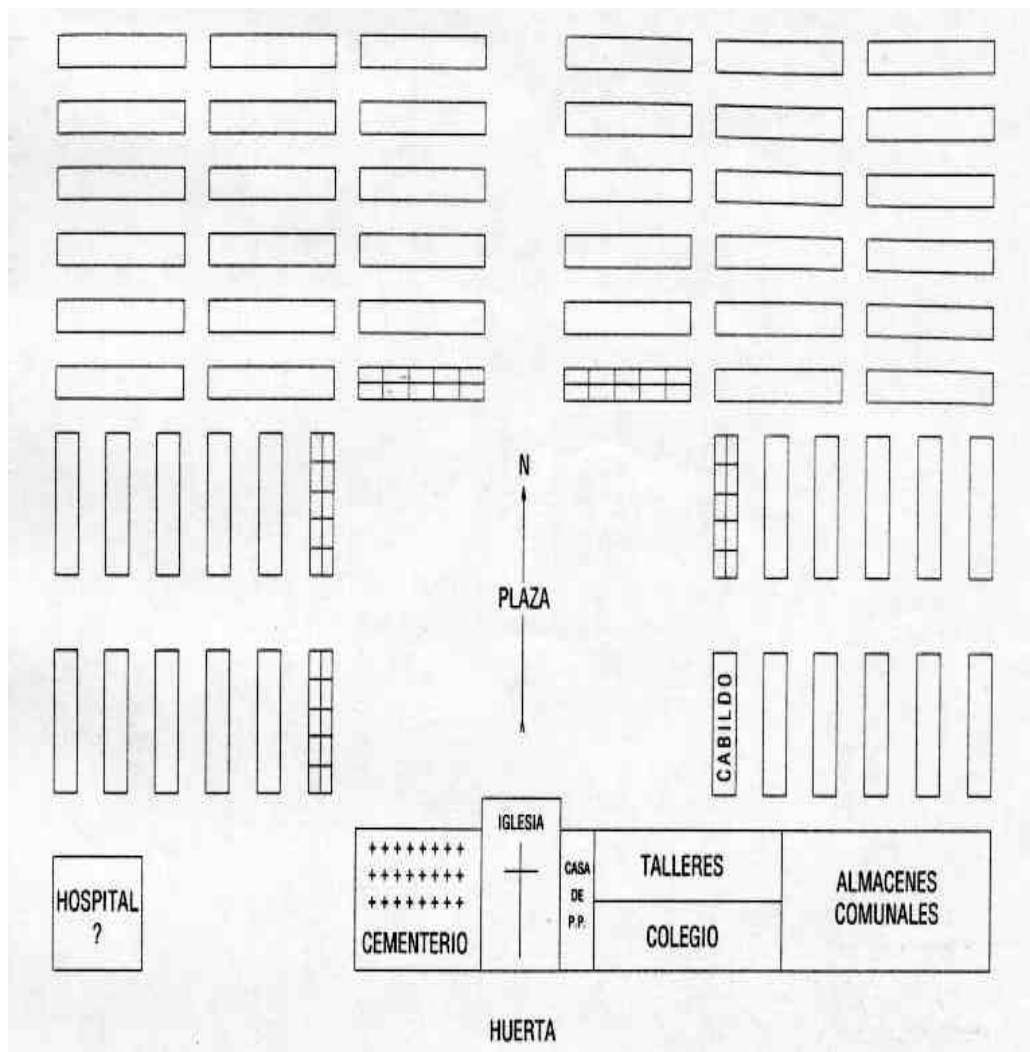 N
PLAZA
CABILDO
IGLESIA
HOSPITAL
?
CEMENTERIO
CASA
DE
P.P.
TALLERES
COLEGIO
ALMACENES
COMUNALES
HUERTA